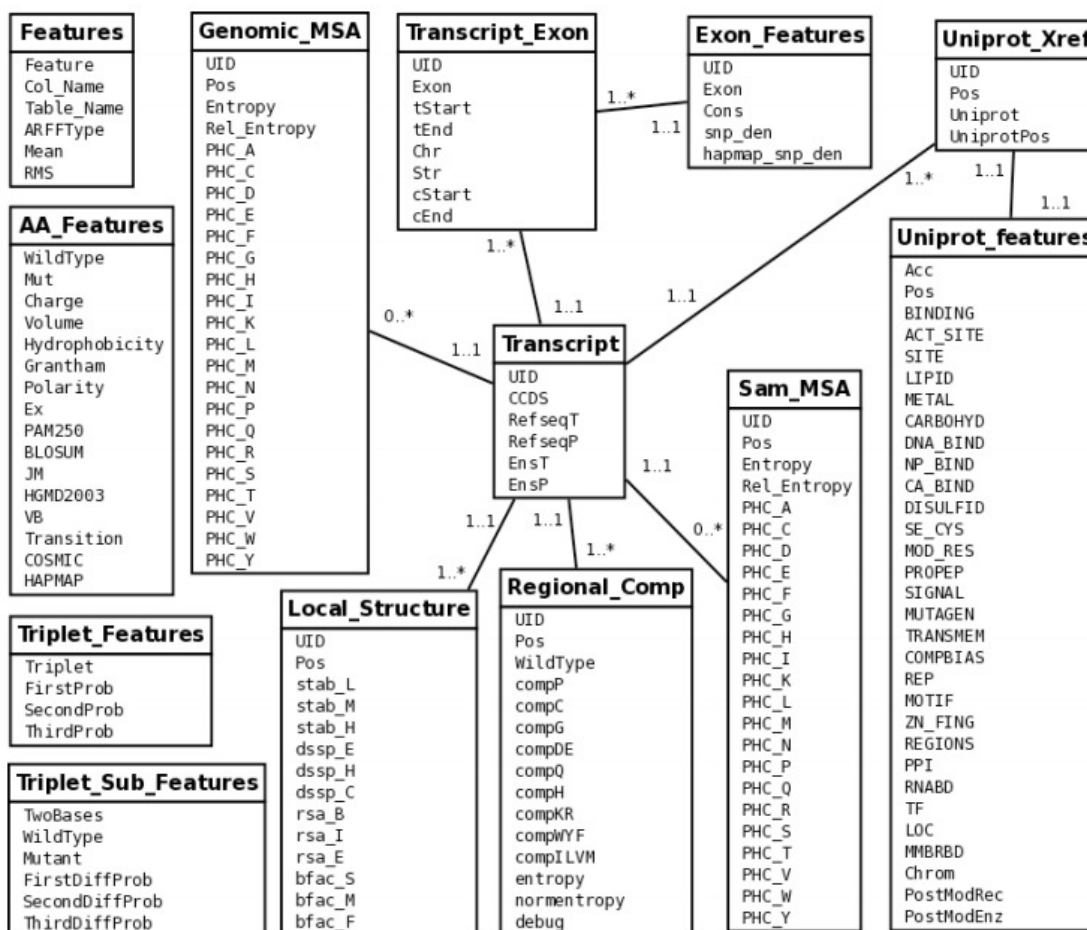 Features
Feature
Col_Name
Table_Name
ARFFType
Mean
RMS
AA_Features
WildType
Mut
Charge
Volume
Hydrophobicity
Grantham
Polarity
Ex
PAM250
BLOSUM
JM
HGMD2003
VB
Transition
COSMIC
HAPMAP
Triplet_Features
Triplet
FirstProb
SecondProb
ThirdProb
Triplet_Sub_Features
TwoBases
WildType
Mutant
FirstDiffProb
SecondDiffProb
ThirdDiffProb
Genomic_MSA
UID
Pos
Entropy
Rel_Entropy
PHC_A
PHC_C
PHC_D
PHC_E
PHC_F
PHC_G
PHC_H
PHC_I
PHC_K
PHC_L
PHC_M
PHC_N
PHC_P
PHC_Q
PHC_R
PHC_S
PHC_T
PHC_V
PHC_W
PHC_Y
0..*
1..1
Transcript_Exon
UID
Exon
tStart
tEnd
Chr
Str
cStart
cEnd
1..*
1..1
1..*
1..1
Exon_Features
UID
Exon
Cons
snp_den
hapmap_snp_den
Uniprot_Xref
UID
Pos
Uniprot
UniprotPos
1..*
1..1
1..1
1..1
Transcript
UID
CCDS
RefseqT
RefseqP
EnsT
EnsP
1..1
0..*
1..1
1..*
1..1
1..*
Local_Structure
UID
Pos
stab_L
stab_M
stab_H
dssp_E
dssp_H
dssp_C
rsa_B
rsa_I
rsa_E
bfac_S
bfac_M
bfac_F
Regional_Comp
UID
Pos
WildType
compP
compC
compG
compDE
compQ
compH
compKR
compWYF
compILVM
entropy
normentropy
debug
Sam_MSA
UID
Pos
Entropy
Rel_Entropy
PHC_A
PHC_C
PHC_D
PHC_E
PHC_F
PHC_G
PHC_H
PHC_I
PHC_K
PHC_L
PHC_M
PHC_N
PHC_P
PHC_Q
PHC_R
PHC_S
PHC_T
PHC_V
PHC_W
PHC_Y
Uniprot_features
Acc
Pos
BINDING
ACT_SITE
SITE
LIPID
METAL
CARBOHYD
DNA_BIND
NP_BIND
CA_BIND
DISULFID
SE_CYS
MOD_RES
PROPEP
SIGNAL
MUTAGEN
TRANSMEM
COMPBIAS
REP
MOTIF
ZN_FING
REGIONS
PPI
RNABD
TF
LOC
MMBRBD
Chrom
PostModRec
PostModEnz